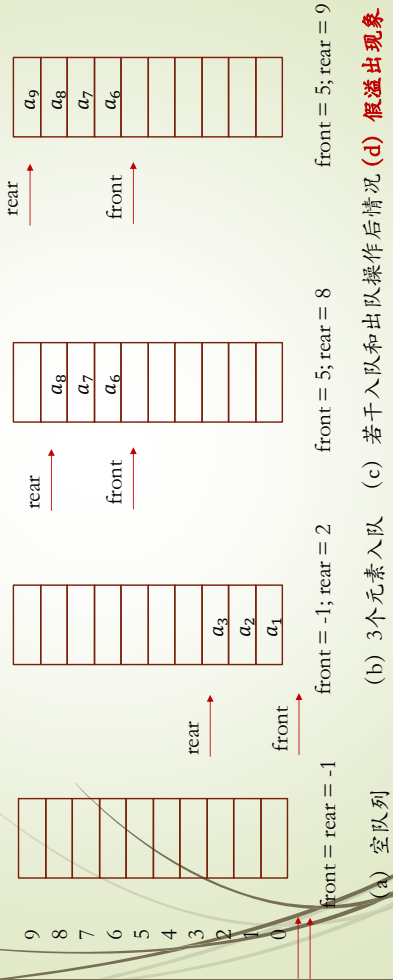 9
8
7
6
5
4
3
2
1
0
front = rear = -1
(a) 空队列
rear
front
a₃
a₂
a₁
front = -1; rear = 2
(b) 3个元素入队
rear
front
a₈
a₇
a₆
front = 5; rear = 8
(c) 若干入队和出队操作后情况
rear
front
a₉
a₈
a₇
a₆
front = 5; rear = 9
(d) 假溢出现象